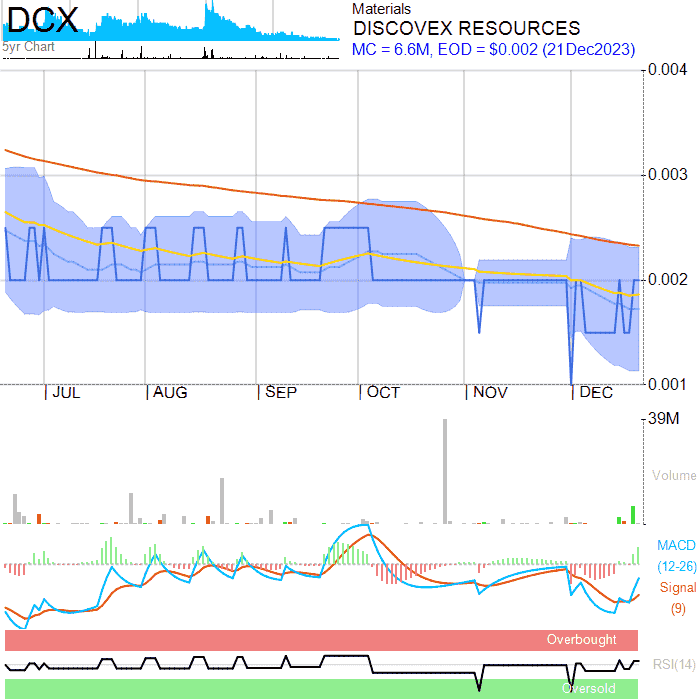 DCX
5yr Chart
Materials
DISCOVEX RESOURCES
MC = 6.6M, EOD = $0.002 (21Dec2023)
0.004
0.003
0.002
0.001
JUL
AUG
SEP
OCT
NOV
DEC
39M
Volume
MACD
(12-26)
Signal
(9)
Overbought
RSI(14)
Oversold